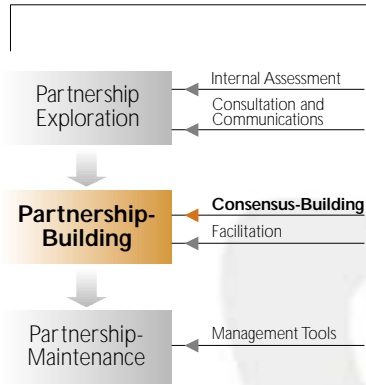 Partnership
Exploration
Internal Assessment
Consultation and
Communications
Partnership-
Building
Consensus-Building
Facilitation
Partnership-
Maintenance
Management Tools